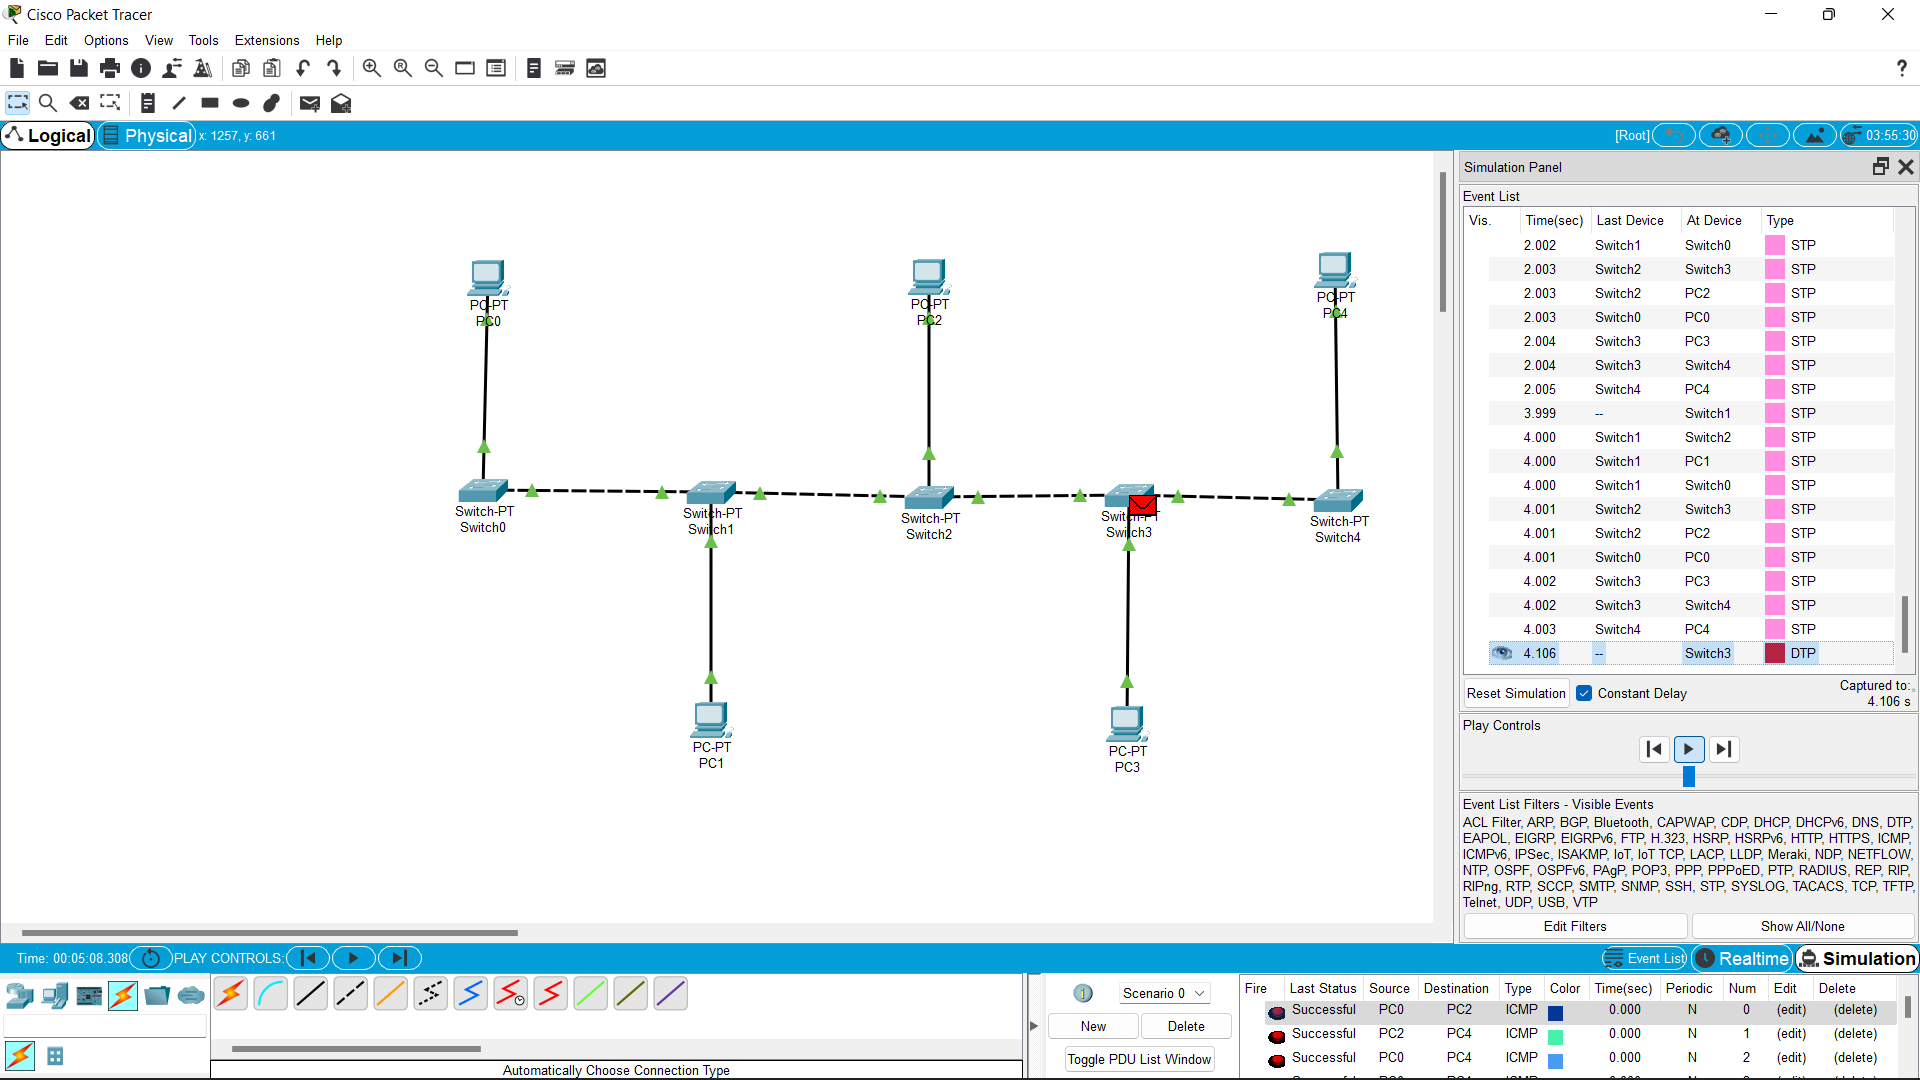 Cisco Packet Tracer
File Edit Options View Tools Extensions Help
Logical Physical x: 1257, y: 661 [Root] 03:55:30
PC-PT
PC0
PC-PT
PC2
PC-PT
PC4
Switch-PT
Switch0
Switch-PT
Switch1
Switch-PT
Switch2
Switch-PT
Switch3
Switch-PT
Switch4
PC-PT
PC1
PC-PT
PC3
Simulation Panel
Event List
Vis. Time(sec) Last Device At Device Type
2.002 Switch1 Switch0 STP
2.003 Switch2 Switch3 STP
2.003 Switch2 PC2 STP
2.003 Switch0 PC0 STP
2.004 Switch3 PC3 STP
2.004 Switch3 Switch4 STP
2.005 Switch4 PC4 STP
3.999 -- Switch1 STP
4.000 Switch1 Switch2 STP
4.000 Switch1 PC1 STP
4.000 Switch1 Switch0 STP
4.001 Switch2 Switch3 STP
4.001 Switch2 PC2 STP
4.001 Switch0 PC0 STP
4.002 Switch3 PC3 STP
4.002 Switch3 Switch4 STP
4.003 Switch4 PC4 STP
4.106 -- Switch3 DTP
Reset Simulation Constant Delay Captured to:
4.106 s
Play Controls
Event List Filters - Visible Events
ACL Filter, ARP, BGP, Bluetooth, CAPWAP, CDP, DHCP, DHCPv6, DNS, DTP,
EAPOL, EIGRP, EIGRPv6, FTP, H.323, HSRP, HSRPv6, HTTP, HTTPS, ICMP,
ICMPv6, IPSec, ISAKMP, IoT, IoT TCP, LACP, LLDP, Meraki, NDP, NETFLOW,
NTP, OSPF, OSPFv6, PAgP, POP3, PPP, PPPoED, PTP, RADIUS, REP, RIP,
RIPng, RTP, SCCP, SMTP, SNMP, SSH, STP, SYSLOG, TACACS, TCP, TFTP,
Telnet, UDP, USB, VTP
Edit Filters Show All/None
Time: 00:05:08.308 PLAY CONTROLS: Event List Realtime Simulation
Automatically Choose Connection Type
Scenario 0
New Delete
Toggle PDU List Window
Fire Last Status Source Destination Type Color Time(sec) Periodic Num Edit Delete
Successful PC0 PC2 ICMP 0.000 N 0 (edit) (delete)
Successful PC2 PC4 ICMP 0.000 N 1 (edit) (delete)
Successful PC0 PC4 ICMP 0.000 N 2 (edit) (delete)